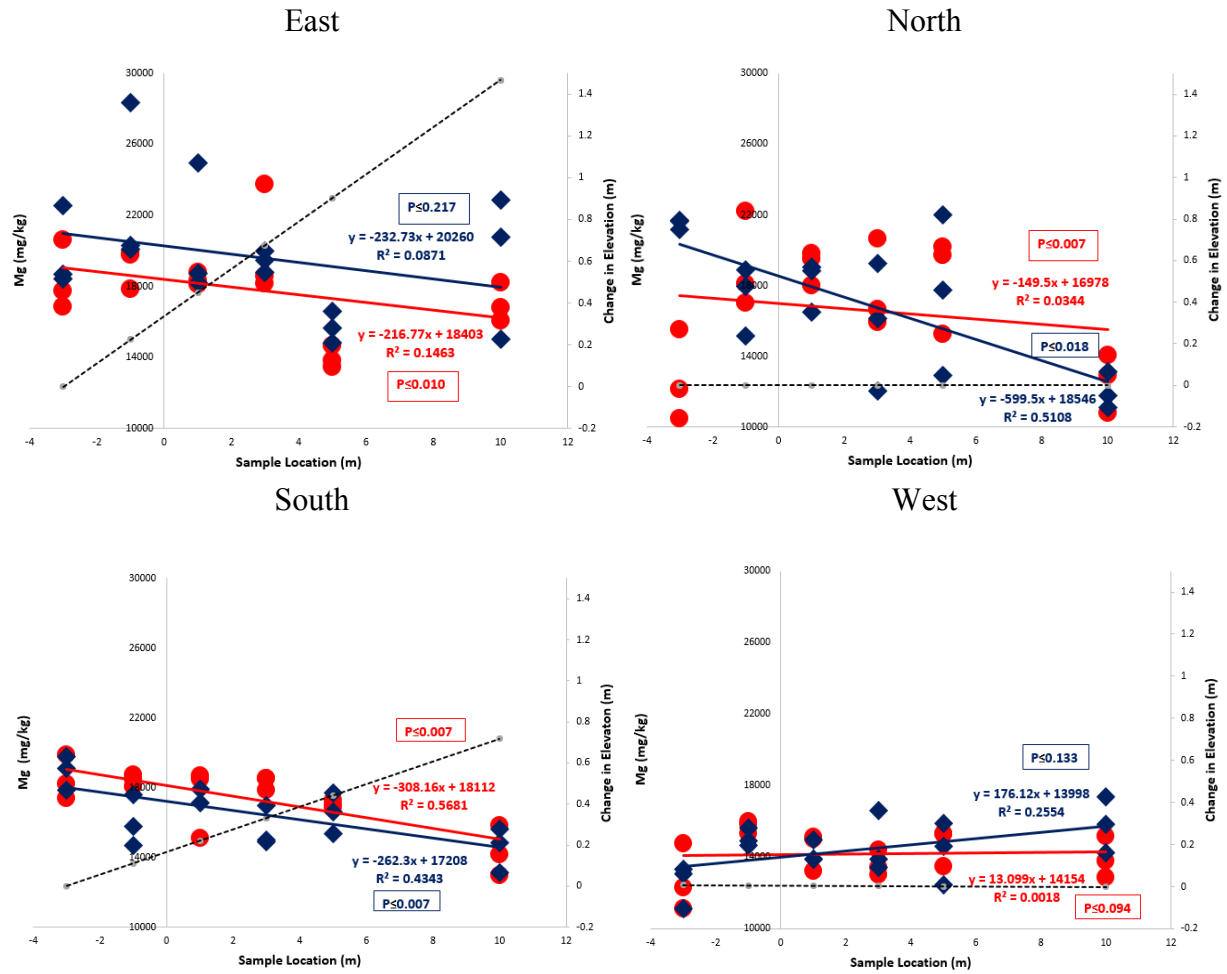 East
North
30000
26000
22000
18000
14000
10000
Mg (mg/kg)
1.4
1.2
1
0.8
0.6
0.4
0.2
0
-0.2
Change in Elevation (m)
P≤0.217
y = -232.73x + 20260
R² = 0.0871
y = -216.77x + 18403
R² = 0.1463
P≤0.010
-4 -2 0 2 4 6 8 10 12
Sample Location (m)
30000
26000
22000
18000
14000
10000
Mg (mg/kg)
1.4
1.2
1
0.8
0.6
0.4
0.2
0
-0.2
Change in Elevation (m)
P≤0.007
y = -149.5x + 16978
R² = 0.0344
P≤0.018
y = -599.5x + 18546
R² = 0.5108
-4 -2 0 2 4 6 8 10 12
Sample Location (m)
South
West
30000
26000
22000
18000
14000
10000
Mg (mg/kg)
1.4
1.2
1
0.8
0.6
0.4
0.2
0
-0.2
Change in Elevaton (m)
P≤0.007
y = -308.16x + 18112
R² = 0.5681
y = -262.3x + 17208
R² = 0.4343
P≤0.007
-4 -2 0 2 4 6 8 10 12
Sample Location (m)
30000
26000
22000
18000
14000
10000
Mg (mg/kg)
1.4
1.2
1
0.8
0.6
0.4
0.2
0
-0.2
Change in Elevation (m)
P≤0.133
y = 176.12x + 13998
R² = 0.2554
y = 13.099x + 14154
R² = 0.0018
P≤0.094
-4 -2 0 2 4 6 8 10 12
Sample Location (m)